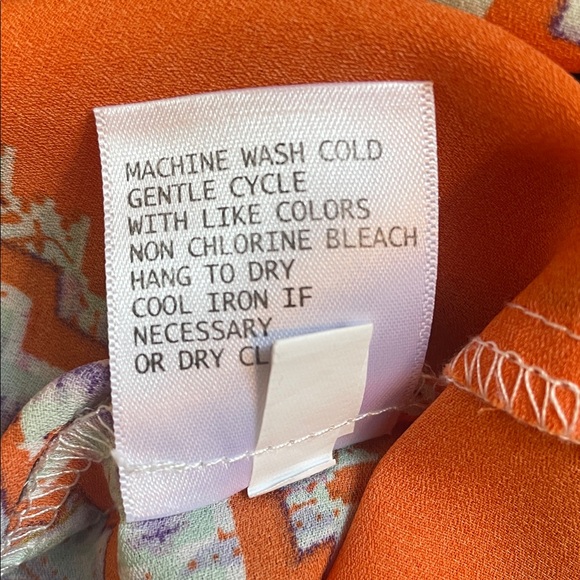 MACHINE WASH COLD
GENTLE CYCLE
WITH LIKE COLORS
NON CHLORINE BLEACH
HANG TO DRY
COOL IRON IF
NECESSARY
OR DRY